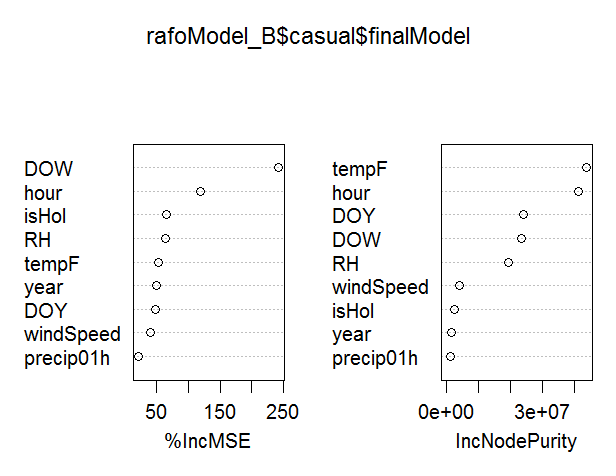 rafoModel_B$casual$finalModel
DOW
hour
isHol
RH
tempF
year
DOY
windSpeed
precip01h
50 150 250
%IncMSE
tempF
hour
DOY
DOW
RH
windSpeed
isHol
year
precip01h
0e+00 3e+07
IncNodePurity